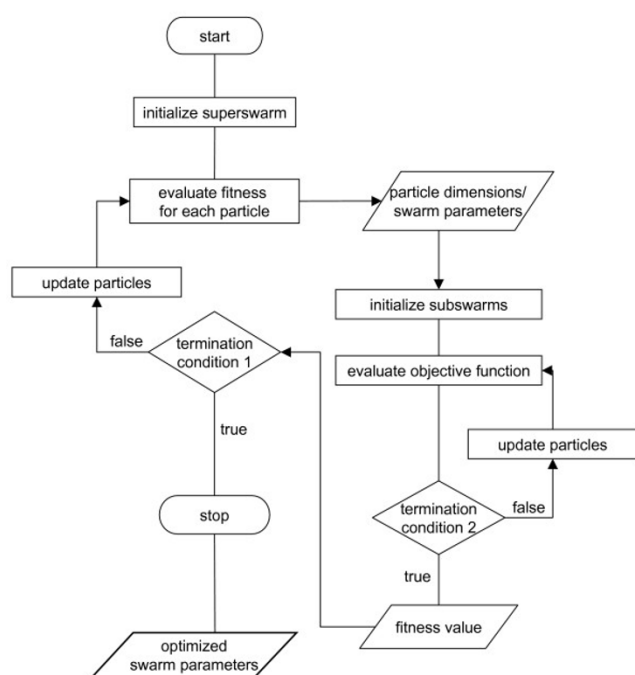 start
initialize superswarm
evaluate fitness
for each particle
particle dimensions/
swarm parameters
update particles
initialize subswarms
false
termination
condition 1
evaluate objective function
true
update particles
stop
termination
condition 2
false
true
fitness value
optimized
swarm parameters